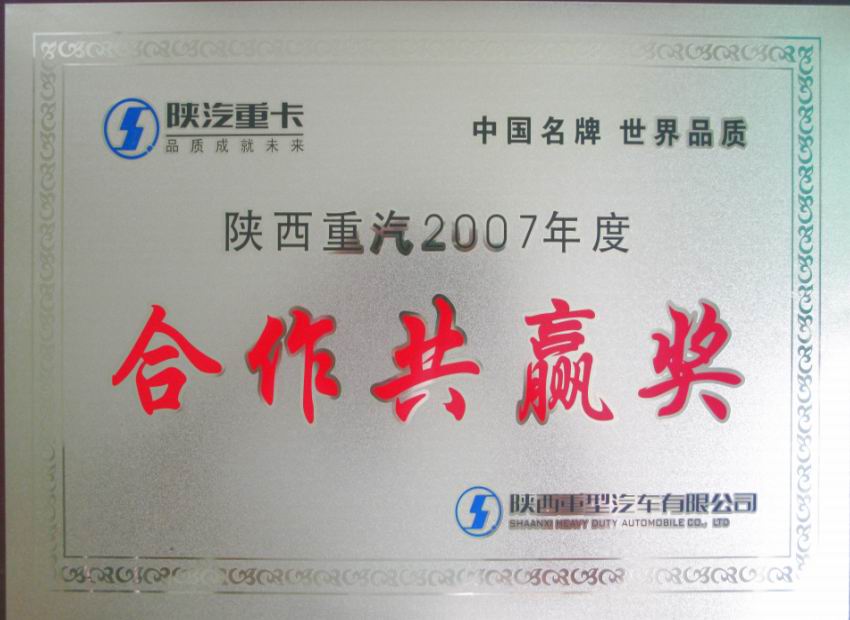 陕汽重卡
品质成就未来
中国名牌 世界品质
陕西重汽2007年度
合作共赢奖
陕西重型汽车有限公司
SHAANXI HEAVY DUTY AUTOMOBILE CO., LTD